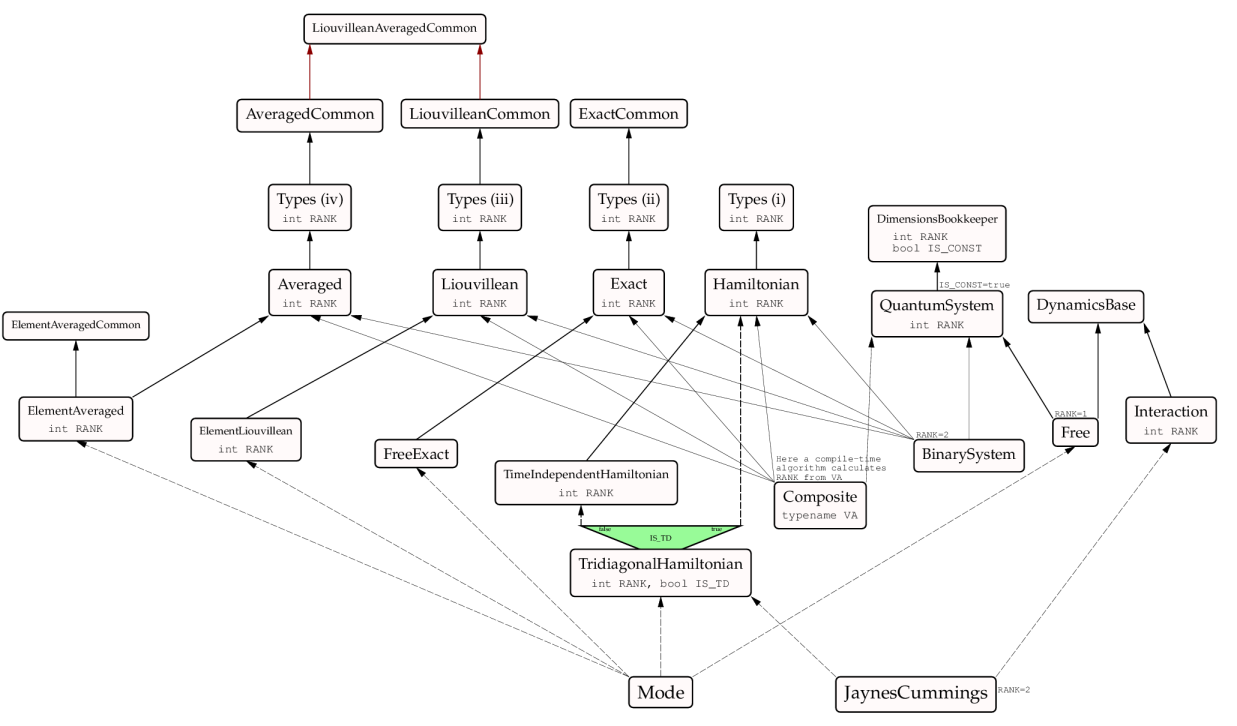 LiouvilleanAveragedCommon
AveragedCommon
LiouvilleanCommon
ExactCommon
Types (iv)
int RANK
Types (iii)
int RANK
Types (ii)
int RANK
Types (i)
int RANK
DimensionsBookkeeper
int RANK
bool IS_CONST
Averaged
int RANK
Liouvillean
int RANK
Exact
int RANK
Hamiltonian
int RANK
IS_CONST=true
QuantumSystem
int RANK
DynamicsBase
ElementAveragedCommon
ElementAveraged
int RANK
ElementLiouvillean
int RANK
FreeExact
TimeIndependentHamiltonian
int RANK
Here a compile-time
algorithm calculates
RANK from VA
Composite
typename VA
RANK=2
BinarySystem
RANK=1
Free
Interaction
int RANK
false
true
IS_TD
TridiagonalHamiltonian
int RANK, bool IS_TD
Mode
JaynesCummings
RANK=2